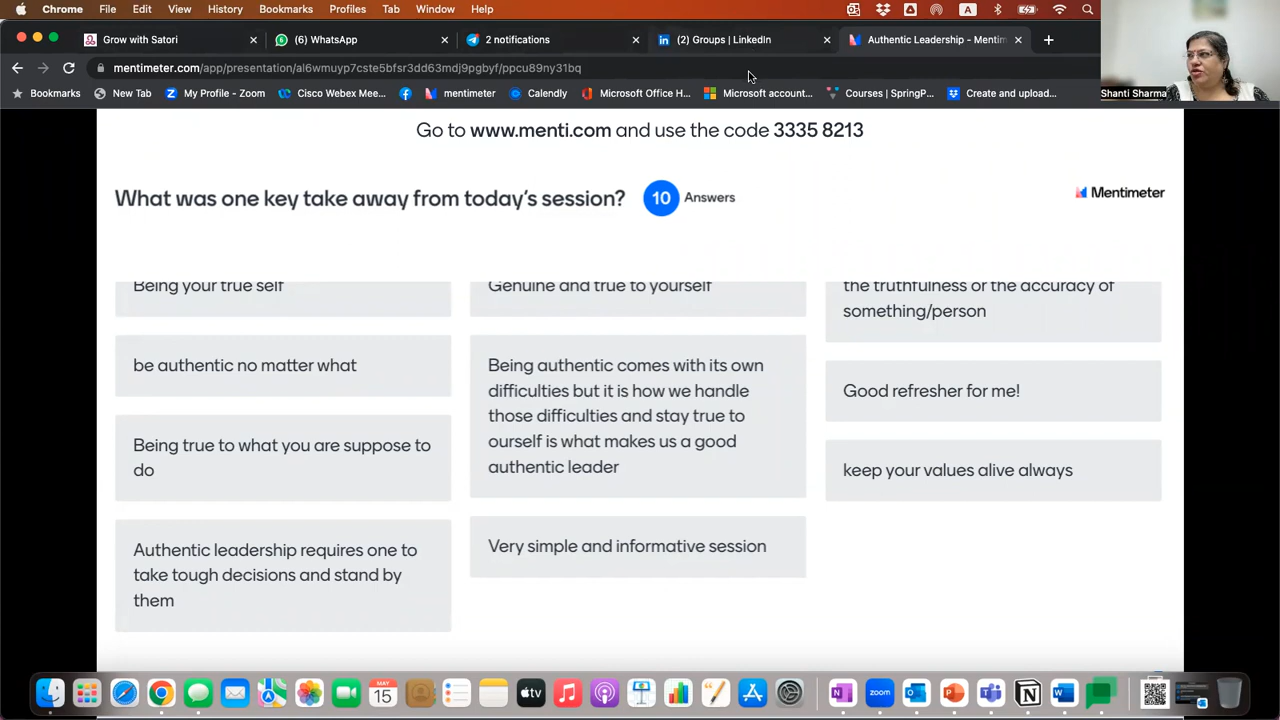 Chrome File Edit View History Bookmarks Profiles Tab Window Help
A
Grow with Satori
(6) WhatsApp
2 notifications
(2) Groups | LinkedIn
Authentic Leadership - Mentim
mentimeter.com/app/presentation/al6wmuyp7cste5bfsr3dd63mdj9pgbyf/ppcu89ny31bq
Bookmarks
New Tab
My Profile - Zoom
Cisco Webex Mee...
mentimeter
Calendly
Microsoft Office H...
Microsoft account...
Courses | SpringP...
Create and upload...
Shanti Sharma
Go to www.menti.com and use the code 3335 8213
What was one key take away from today's session?
10 Answers
Mentimeter
Being your true self
be authentic no matter what
Being true to what you are suppose to
do
Authentic leadership requires one to
take tough decisions and stand by
them
Genuine and true to yourself
Being authentic comes with its own
difficulties but it is how we handle
those difficulties and stay true to
ourself is what makes us a good
authentic leader
Very simple and informative session
the truthfulness or the accuracy of
something/person
Good refresher for me!
keep your values alive always
MAY
15
tv
zoom